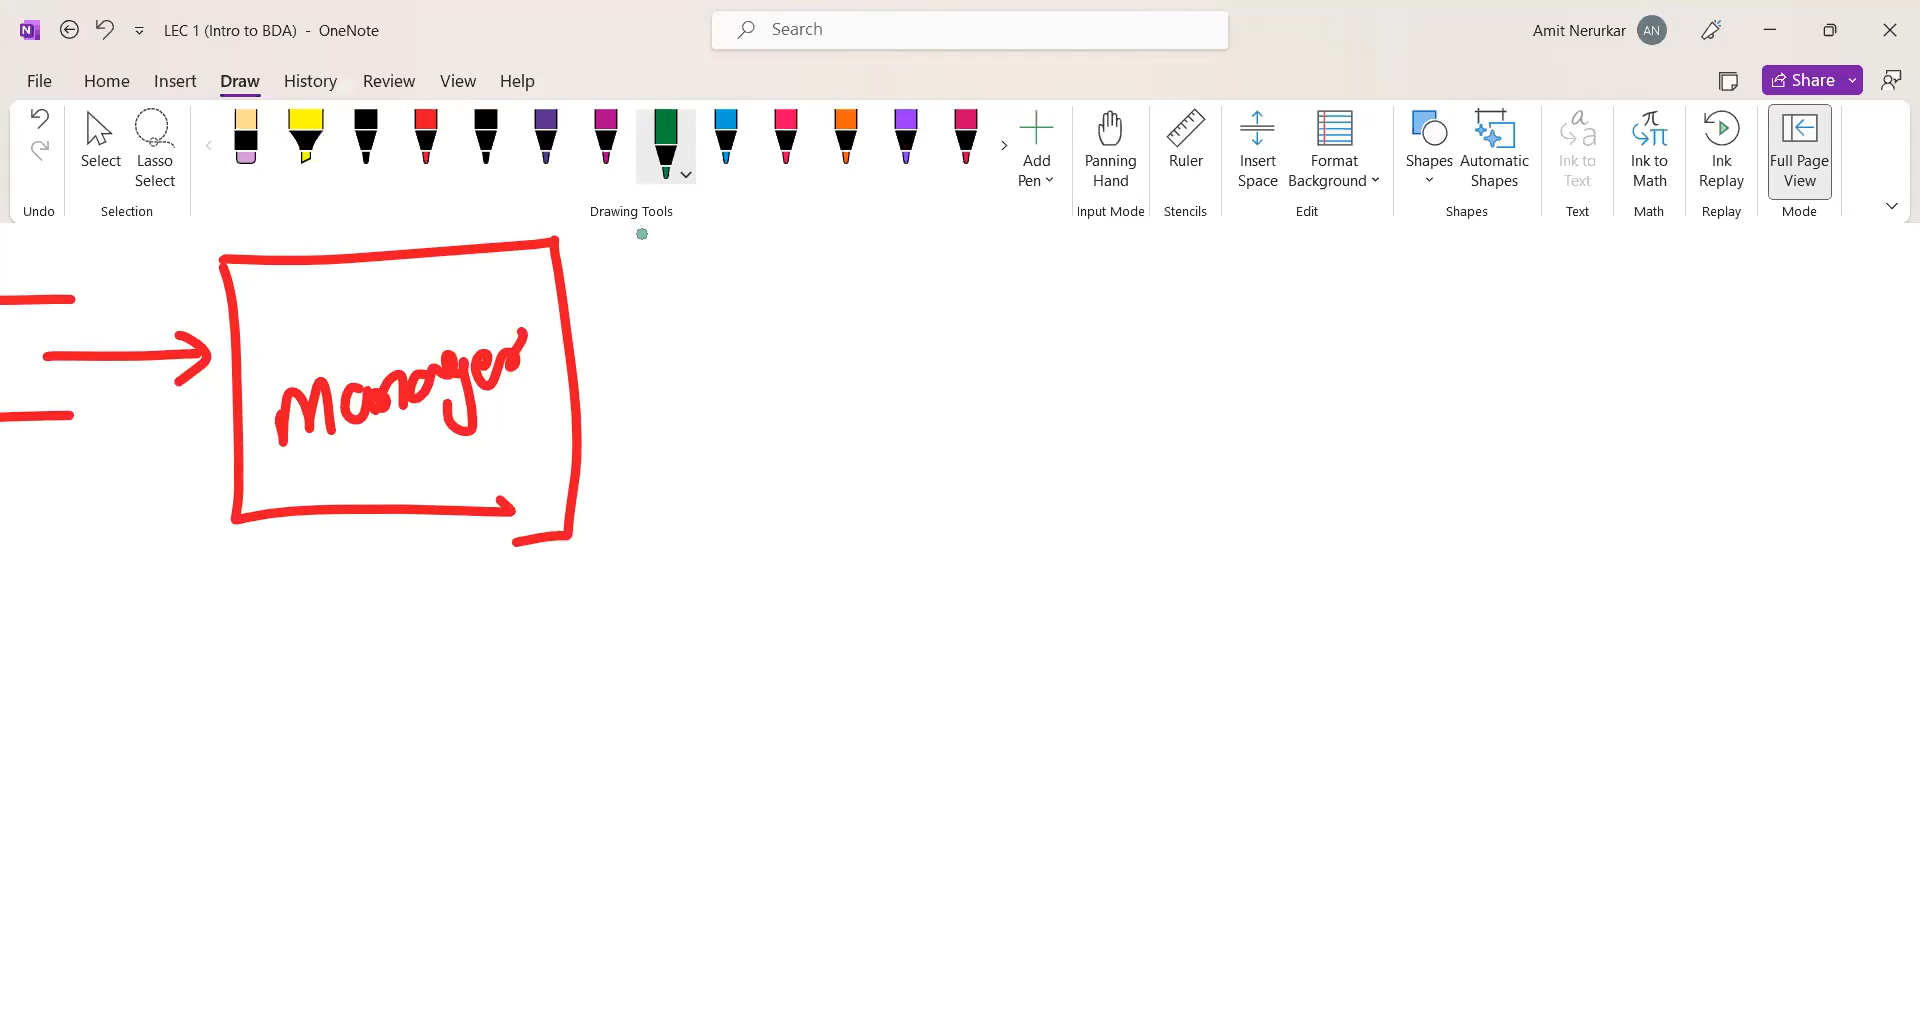 LEC 1 (Intro to BDA) - OneNote
Search
Amit Nerurkar AN
File Home Insert Draw History Review View Help
Share
Select
Lasso Select
Add Pen
Panning Hand
Ruler
Insert Space
Format Background
Shapes
Automatic Shapes
Ink to Text
Ink to Math
Ink Replay
Full Page View
Undo Selection Drawing Tools Input Mode Stencils Edit Shapes Text Math Replay Mode
Manager